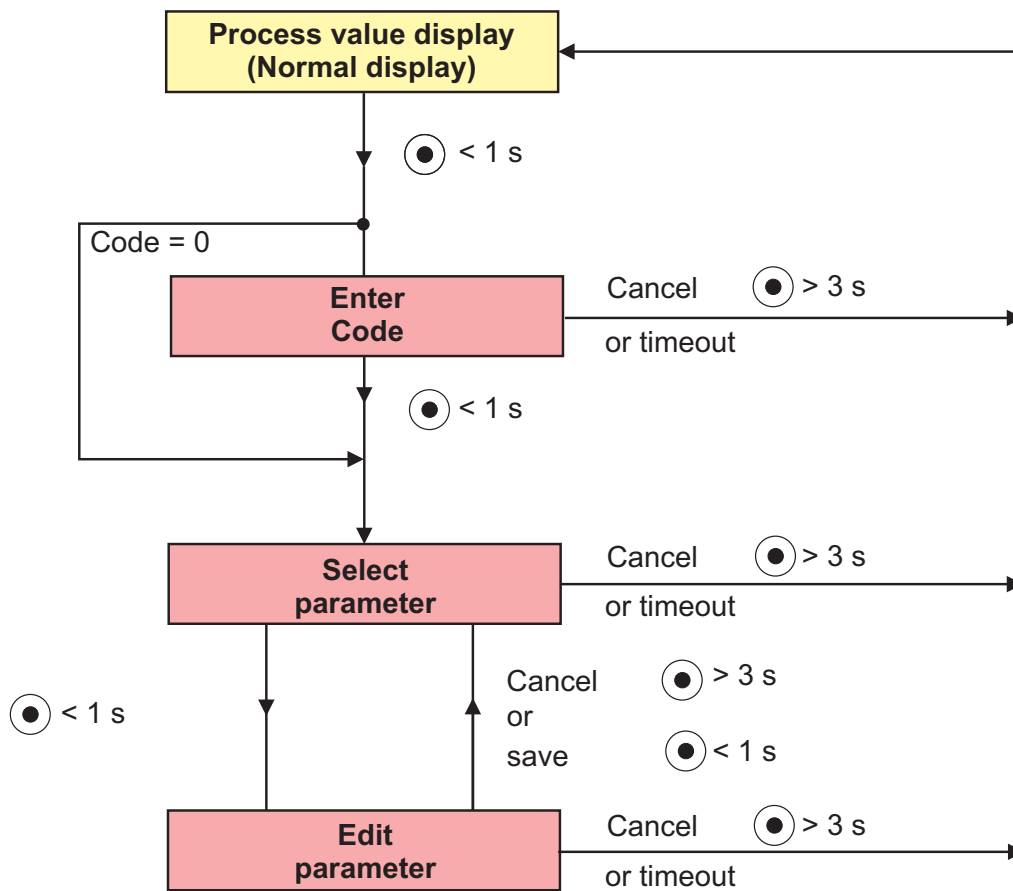 Process value display
(Normal display)
< 1 s
Code = 0
Enter
Code
Cancel > 3 s
or timeout
< 1 s
Select
parameter
Cancel > 3 s
or timeout
< 1 s
Cancel > 3 s
or
save < 1 s
Edit
parameter
Cancel > 3 s
or timeout